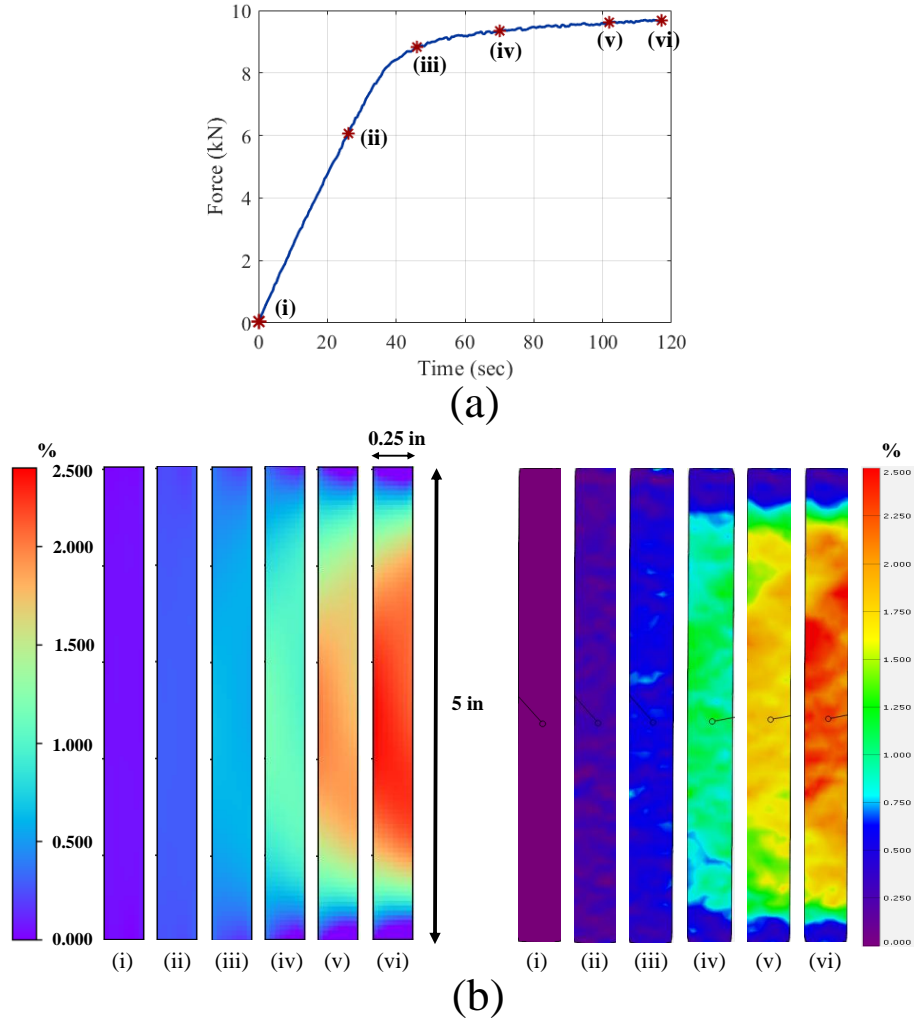 10
8
6
4
2
0
Force (kN)
(i)
(ii)
(iii)
(iv)
(v)
(vi)
0 20 40 60 80 100 120
Time (sec)
(a)
%
2.500
2.000
1.500
1.000
0.500
0.000
0.25 in
5 in
(i) (ii) (iii) (iv) (v) (vi)
%
2.500
2.250
2.000
1.750
1.500
1.250
1.000
0.750
0.500
0.250
0.000
(i) (ii) (iii) (iv) (v) (vi)
(b)